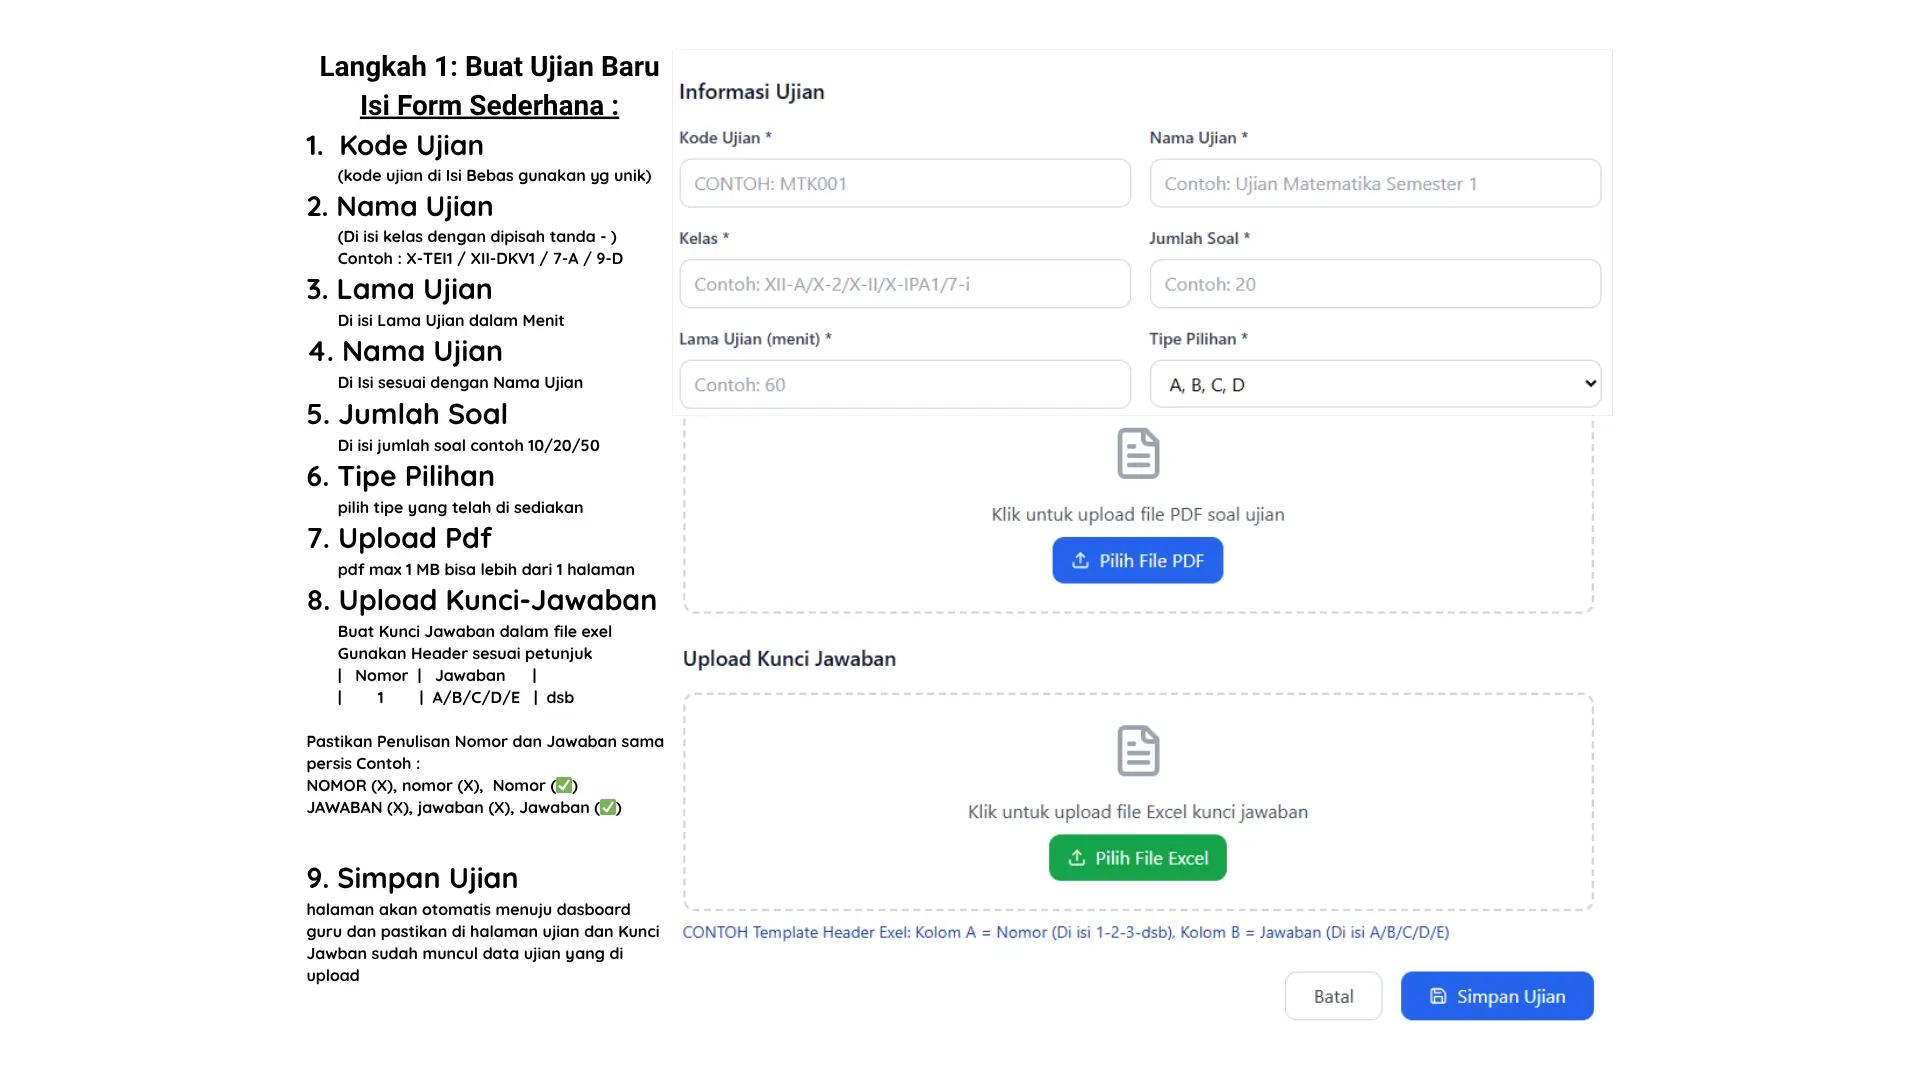 Langkah 1: Buat Ujian Baru
Isi Form Sederhana :
1. Kode Ujian
(kode ujian di Isi Bebas gunakan yg unik)
2. Nama Ujian
(Di isi kelas dengan dipisah tanda - )
Contoh : X-TEI1 / XII-DKV1 / 7-A / 9-D
3. Lama Ujian
Di isi Lama Ujian dalam Menit
4. Nama Ujian
Di Isi sesuai dengan Nama Ujian
5. Jumlah Soal
Di isi jumlah soal contoh 10/20/50
6. Tipe Pilihan
pilih tipe yang telah di sediakan
7. Upload Pdf
pdf max 1 MB bisa lebih dari 1 halaman
8. Upload Kunci-Jawaban
Buat Kunci Jawaban dalam file exel
Gunakan Header sesuai petunjuk
| Nomor | Jawaban |
| 1 | A/B/C/D/E | dsb
Pastikan Penulisan Nomor dan Jawaban sama
persis Contoh :
NOMOR (X), nomor (X), Nomor (✅)
JAWABAN (X), jawaban (X), Jawaban (✅)
9. Simpan Ujian
halaman akan otomatis menuju dasboard
guru dan pastikan di halaman ujian dan Kunci
Jawban sudah muncul data ujian yang di
upload
Informasi Ujian
Kode Ujian *
CONTOH: MTK001
Nama Ujian *
Contoh: Ujian Matematika Semester 1
Kelas *
Contoh: XII-A/X-2/X-II/X-IPA1/7-i
Jumlah Soal *
Contoh: 20
Lama Ujian (menit) *
Contoh: 60
Tipe Pilihan *
A, B, C, D
Klik untuk upload file PDF soal ujian
Pilih File PDF
Upload Kunci Jawaban
Klik untuk upload file Excel kunci jawaban
Pilih File Excel
CONTOH Template Header Exel: Kolom A = Nomor (Di isi 1-2-3-dsb), Kolom B = Jawaban (Di isi A/B/C/D/E)
Batal
Simpan Ujian